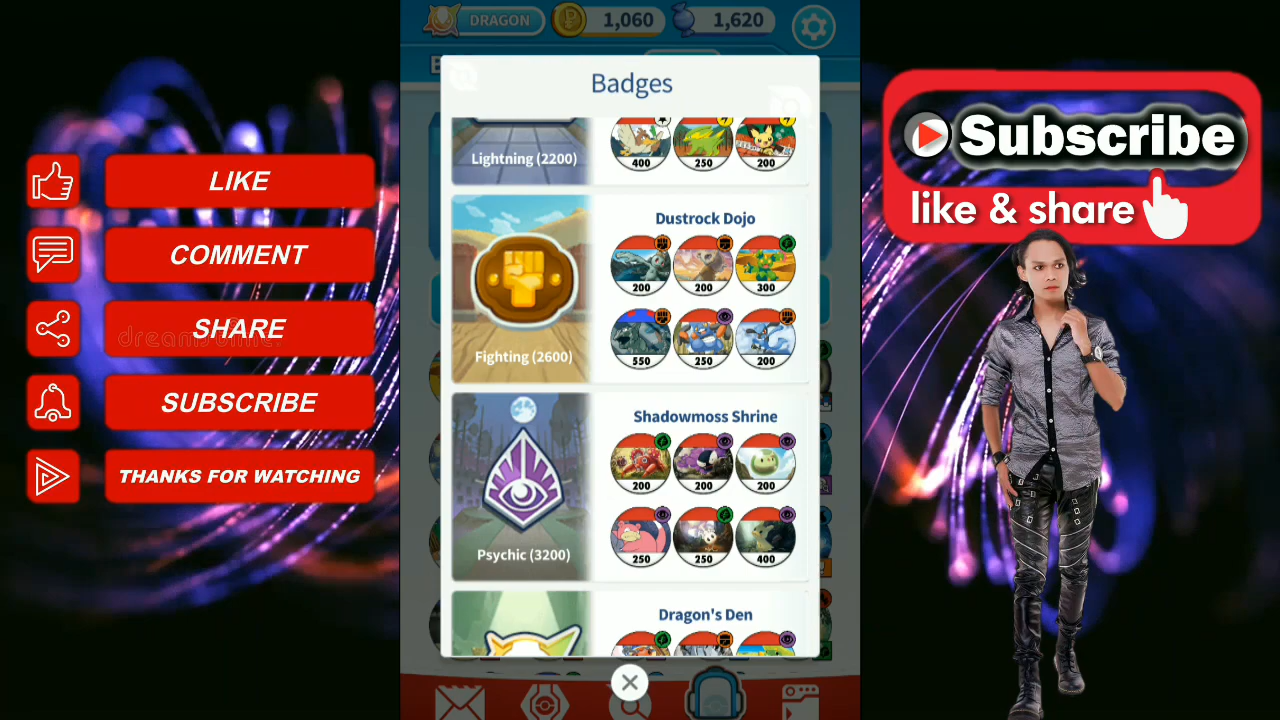 DRAGON
1,060
1,620
Badges
Lightning (2200)
400
250
200
Dustrock Dojo
200
200
300
550
250
200
Fighting (2600)
Shadowmoss Shrine
200
200
200
250
250
400
Psychic (3200)
Dragon's Den
LIKE
COMMENT
SHARE
SUBSCRIBE
THANKS FOR WATCHING
Subscribe
like & share